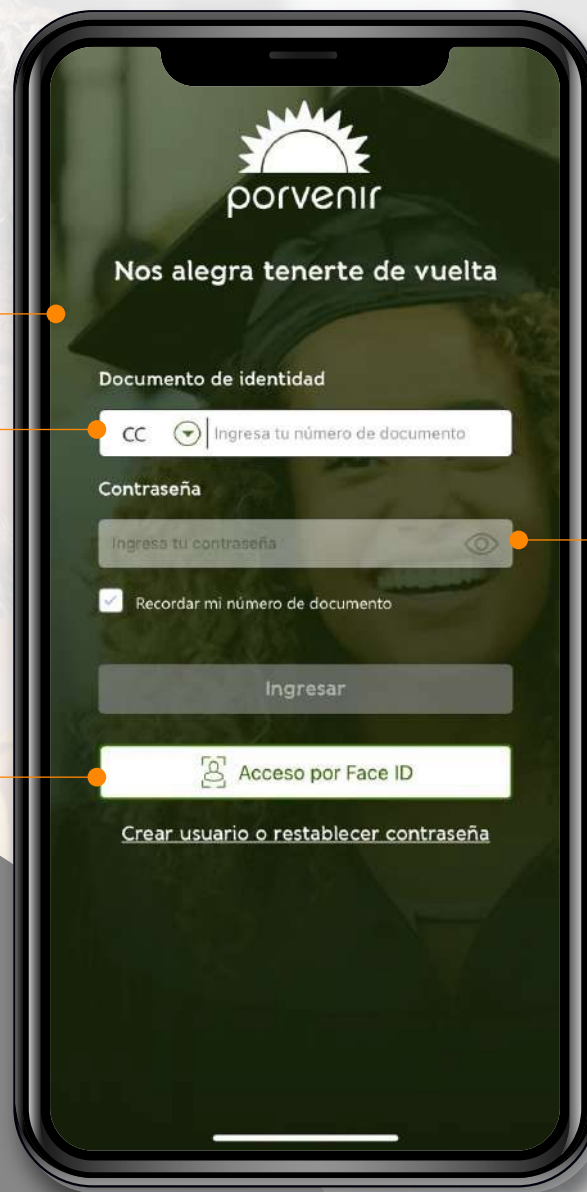 porvenir
Nos alegra tenerte de vuelta
Documento de identidad
CC Ingresa tu número de documento
Contraseña
Ingresa tu contraseña
Recordar mi número de documento
Ingresar
Acceso por Face ID
Crear usuario o restablecer contraseña